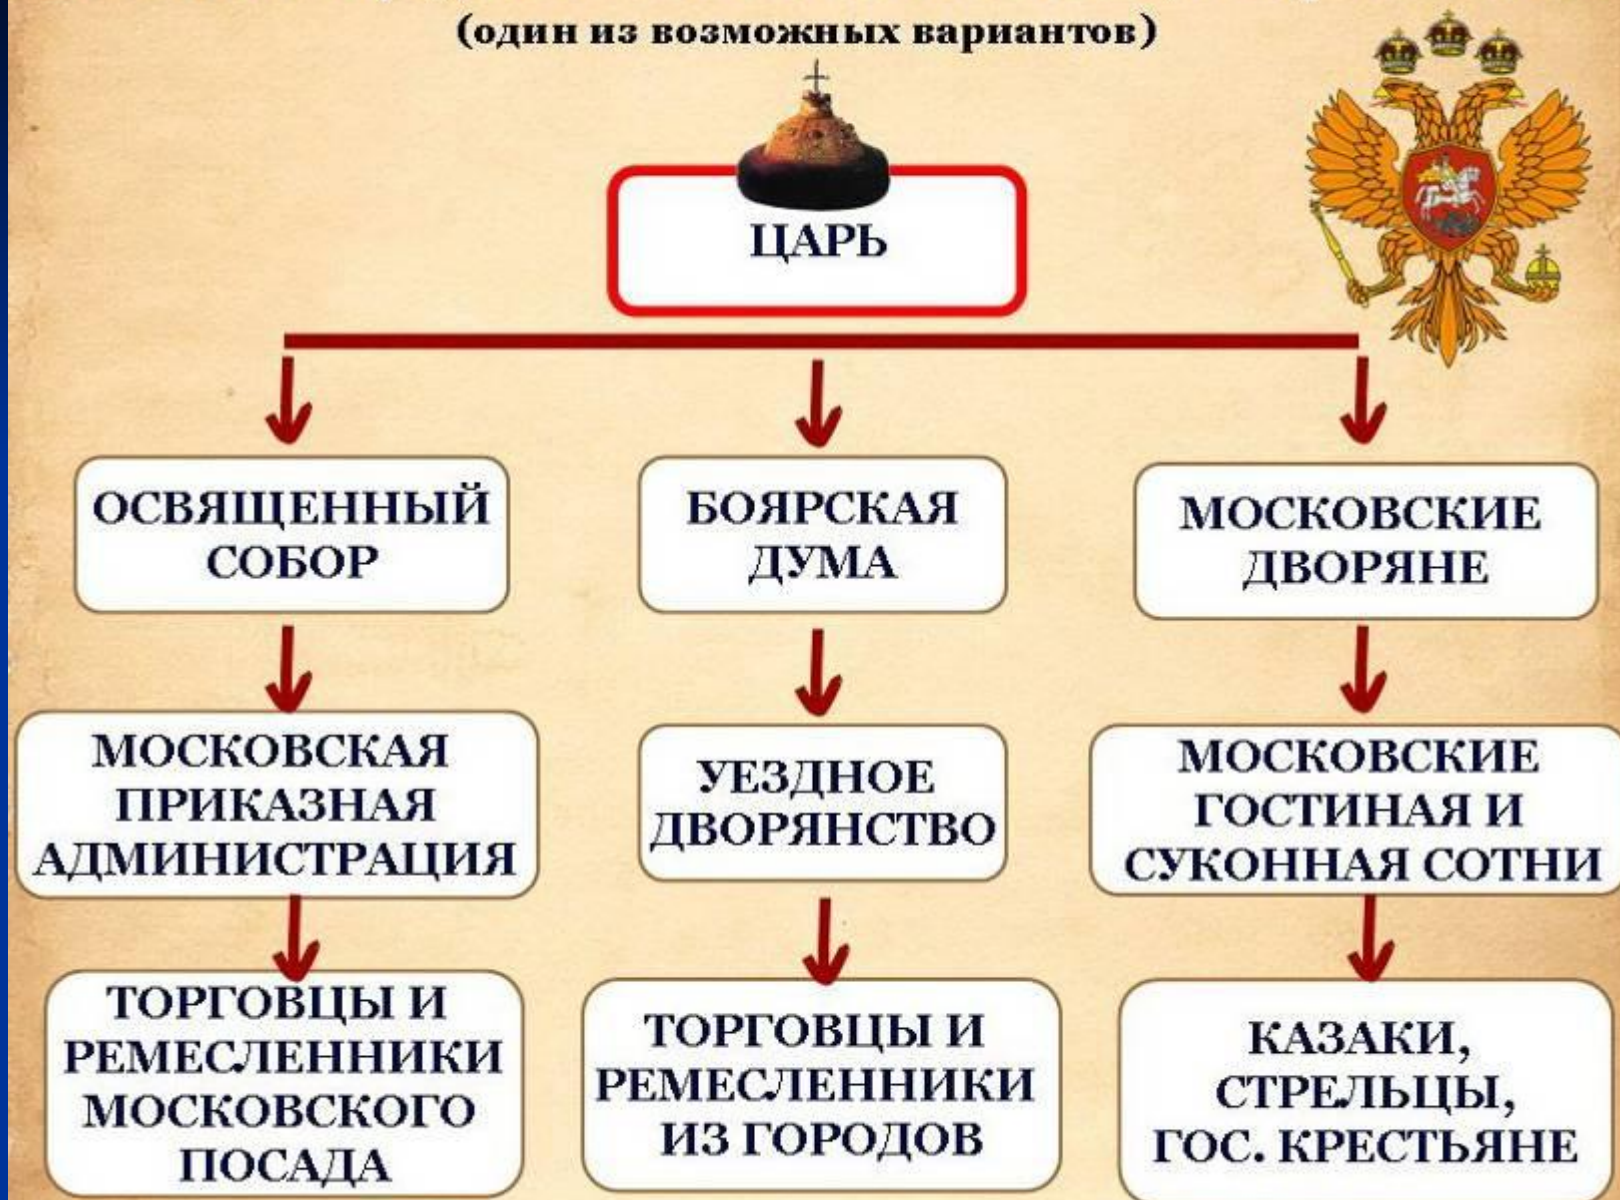 (один из возможных вариантов)
ЦАРЬ
ОСВЯЩЕННЫЙ
СОБОР
БОЯРСКАЯ
ДУМА
МОСКОВСКИЕ
ДВОРЯНЕ
МОСКОВСКАЯ
ПРИКАЗНАЯ
АДМИНИСТРАЦИЯ
УЕЗДНОЕ
ДВОРЯНСТВО
МОСКОВСКИЕ
ГОСТИНАЯ И
СУКОННАЯ СОТНИ
ТОРГОВЦЫ И
РЕМЕСЛЕННИКИ
МОСКОВСКОГО
ПОСАДА
ТОРГОВЦЫ И
РЕМЕСЛЕННИКИ
ИЗ ГОРОДОВ
КАЗАКИ,
СТРЕЛЬЦЫ,
ГОС. КРЕСТЬЯНЕ